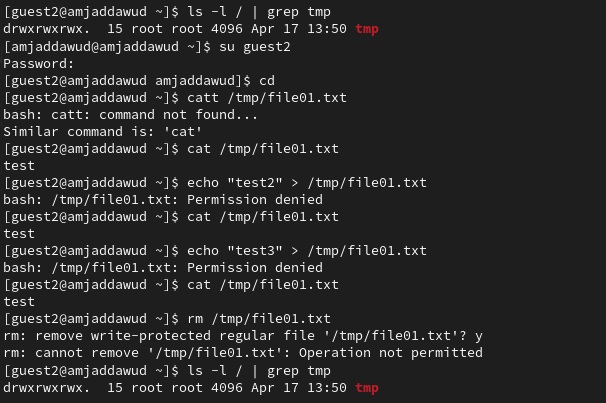 [guest2@amjaddawud ~]$ ls -l / | grep tmp
drwxrwxrwx.  15 root root 4096 Apr 17 13:50 tmp
[amjaddawud@amjaddawud ~]$ su guest2
Password:
[guest2@amjaddawud amjaddawud]$ cd
[guest2@amjaddawud ~]$ catt /tmp/file01.txt
bash: catt: command not found...
Similar command is: 'cat'
[guest2@amjaddawud ~]$ cat /tmp/file01.txt
test
[guest2@amjaddawud ~]$ echo "test2" > /tmp/file01.txt
bash: /tmp/file01.txt: Permission denied
[guest2@amjaddawud ~]$ cat /tmp/file01.txt
test
[guest2@amjaddawud ~]$ echo "test3" > /tmp/file01.txt
bash: /tmp/file01.txt: Permission denied
[guest2@amjaddawud ~]$ cat /tmp/file01.txt
test
[guest2@amjaddawud ~]$ rm /tmp/file01.txt
rm: remove write-protected regular file '/tmp/file01.txt'? y
rm: cannot remove '/tmp/file01.txt': Operation not permitted
[guest2@amjaddawud ~]$ ls -l / | grep tmp
drwxrwxrwx.  15 root root 4096 Apr 17 13:50 tmp